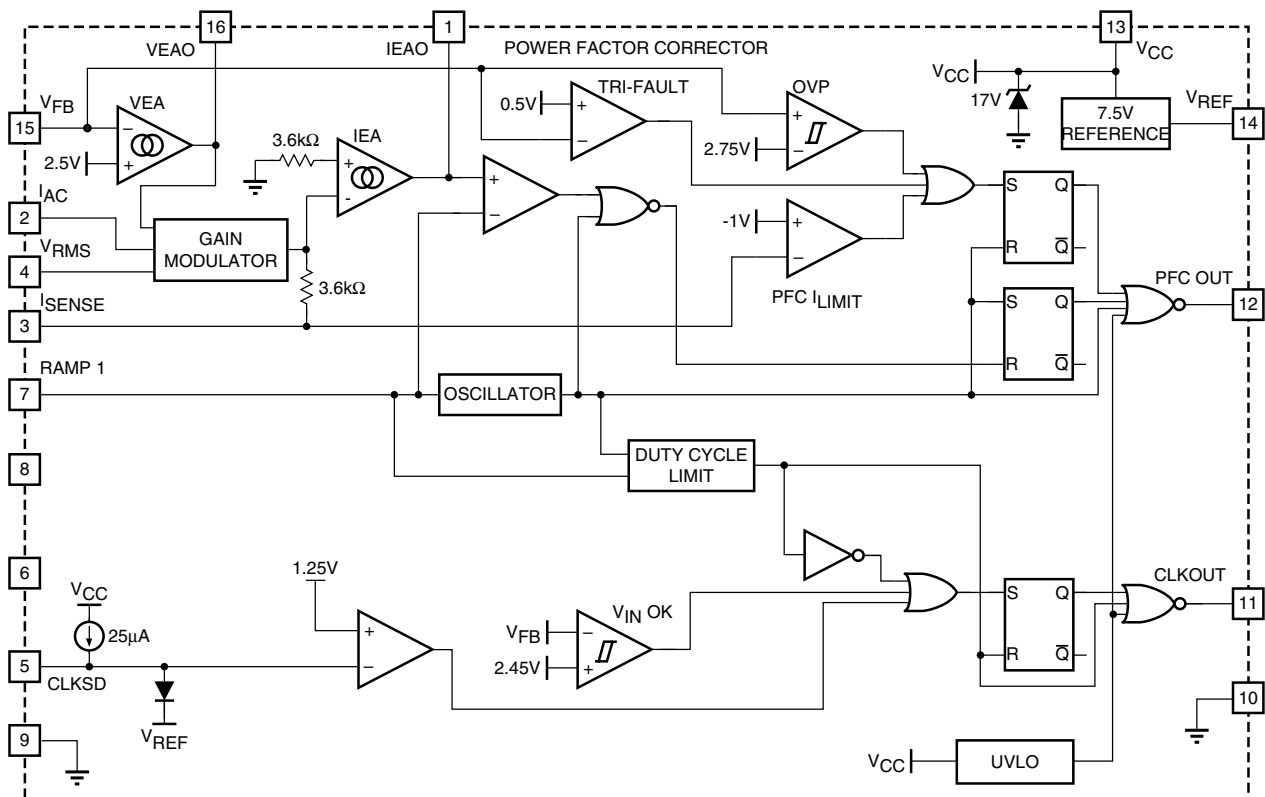 16
1
13
VEAO
IEAO
POWER FACTOR CORRECTOR
VCC
VCC
17V
7.5V
REFERENCE
VREF
14
VFB
15
VEA
−
+
2.5V
0.5V
+
−
TRI-FAULT
OVP
+
−
2.75V
3.6kΩ
IEA
+
-
+
−
IAC
2
VRMS
4
GAIN
MODULATOR
3.6kΩ
ISENSE
3
-1V
+
−
PFC ILIMIT
S
Q
R
Q
S
Q
R
Q
PFC OUT
12
RAMP 1
7
OSCILLATOR
DUTY CYCLE
LIMIT
8
6
1.25V
VCC
25µA
5
CLKSD
VREF
+
−
VFB
−
VIN OK
2.45V
+
S
Q
R
Q
CLKOUT
11
10
9
VCC
UVLO